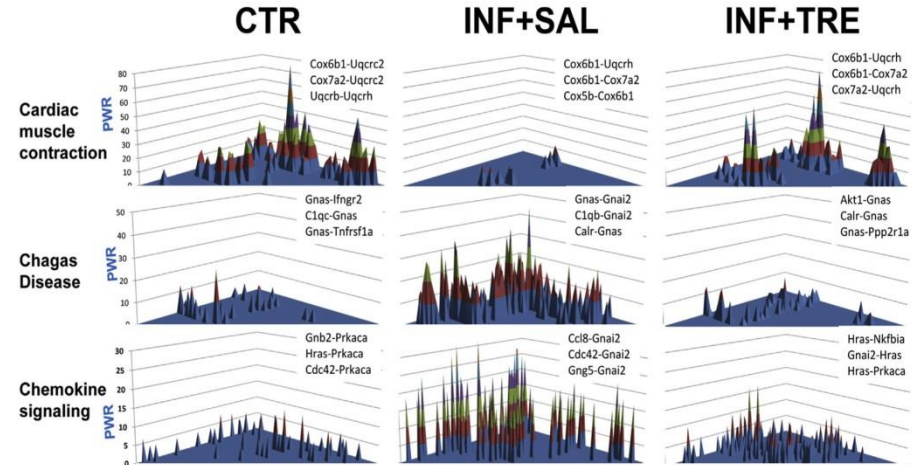 CTR
INF+SAL
INF+TRE
Cardiac
muscle
contraction
PWR
80
70
60
50
40
30
20
10
0
Cox6b1-Uqcrc2
Cox7a2-Uqcrc2
Uqcrb-Uqcrh
Cox6b1-Uqcrh
Cox6b1-Cox7a2
Cox5b-Cox6b1
Cox6b1-Uqcrh
Cox6b1-Cox7a2
Cox7a2-Uqcrh
Chagas
Disease
PWR
50
40
30
20
10
0
Gnas-Ifngr2
C1qc-Gnas
Gnas-Tnfrsf1a
Gnas-Gnai2
C1qb-Gnai2
Calr-Gnas
Akt1-Gnas
Calr-Gnas
Gnas-Ppp2r1a
Chemokine
signaling
PWR
30
25
20
15
10
5
0
Gnb2-Prkaca
Hras-Prkaca
Cdc42-Prkaca
Ccl8-Gnai2
Cdc42-Gnai2
Gng5-Gnai2
Hras-Nkfbia
Gnai2-Hras
Hras-Prkaca